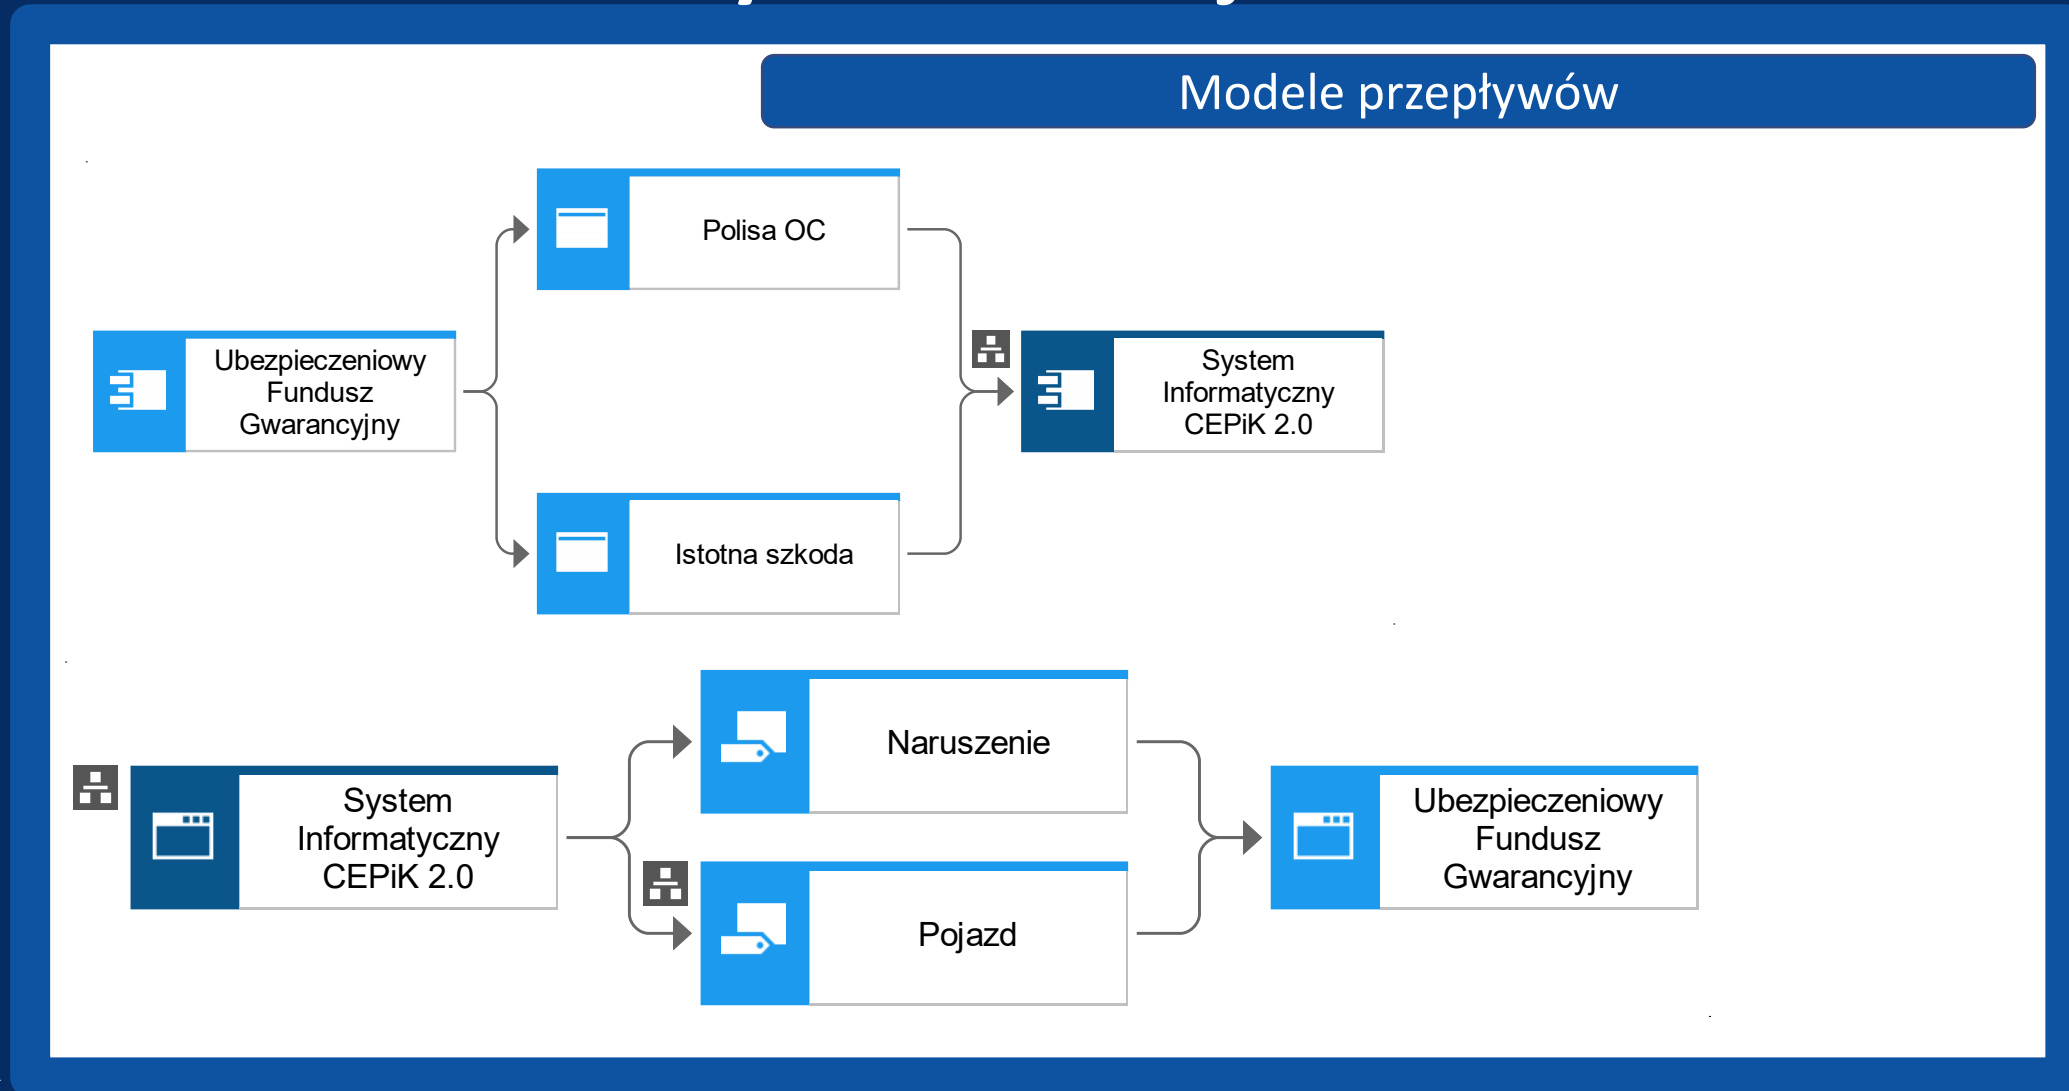 Modele przepływów
Polisa OC
Ubezpieczeniowy
Fundusz
Gwarancyjny
System
Informatyczny
CEPiK 2.0
Istotna szkoda
Naruszenie
System
Informatyczny
CEPiK 2.0
Ubezpieczeniowy
Fundusz
Gwarancyjny
Pojazd